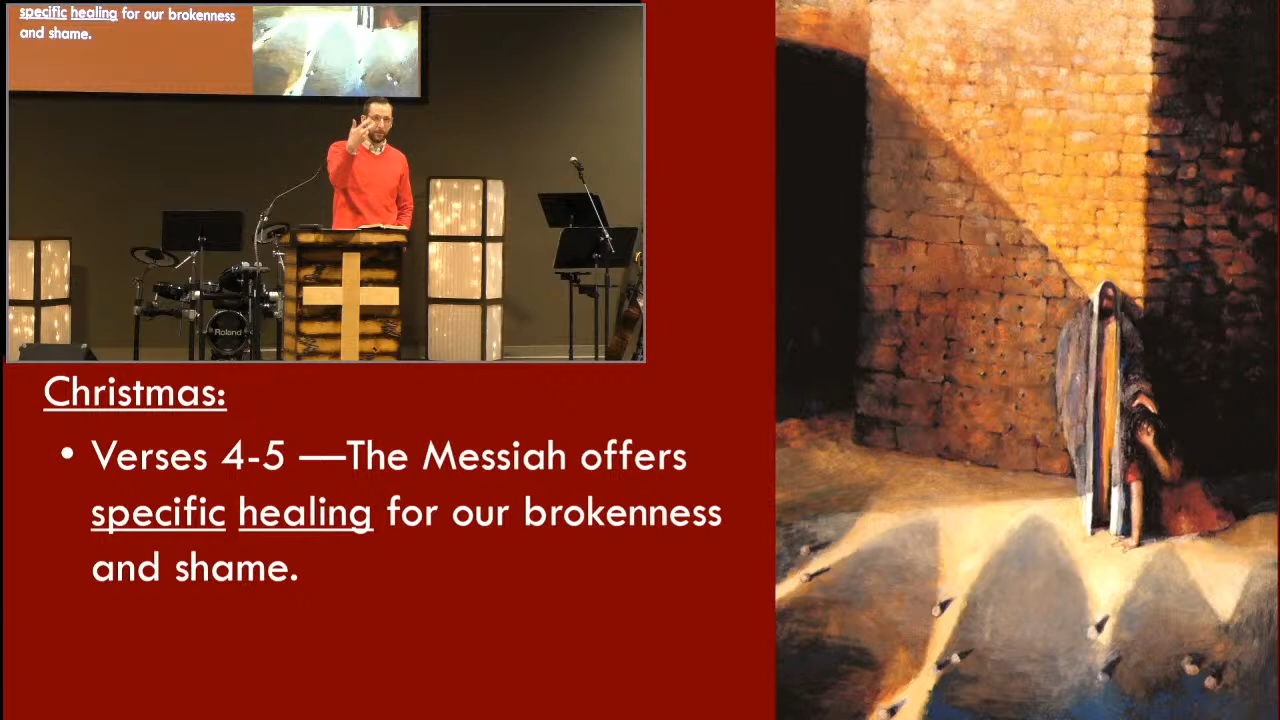 specific healing for our brokenness
and shame.
Roland
Christmas:
• Verses 4-5 —The Messiah offers
specific healing for our brokenness
and shame.